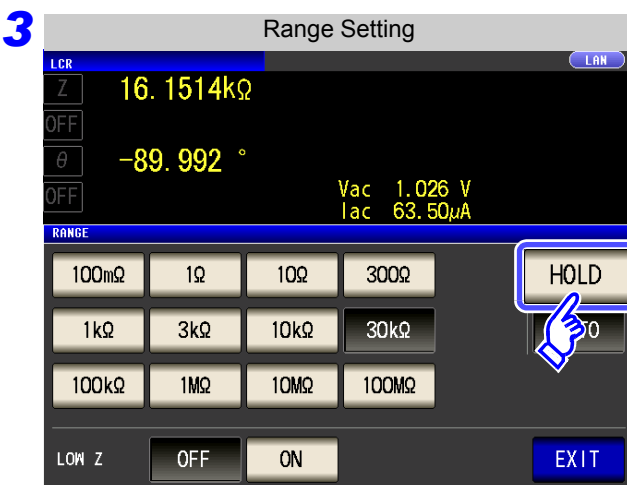 3
Range Setting
LCR LAN
Z 16.1514kΩ
OFF
θ -89.992 °
OFF
Vac 1.026 V
Iac 63.50μA
RANGE
100mΩ 1Ω 10Ω 300Ω HOLD
1kΩ 3kΩ 10kΩ 30kΩ
100kΩ 1MΩ 10MΩ 100MΩ
LOW Z OFF ON EXIT